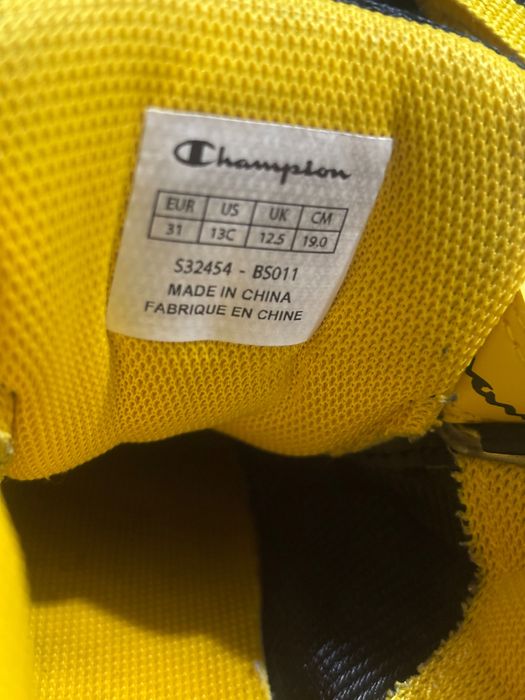 Champion
EUR US UK CM
31 13C 12.5 19.0
S32454 - BS011
MADE IN CHINA
FABRIQUE EN CHINE